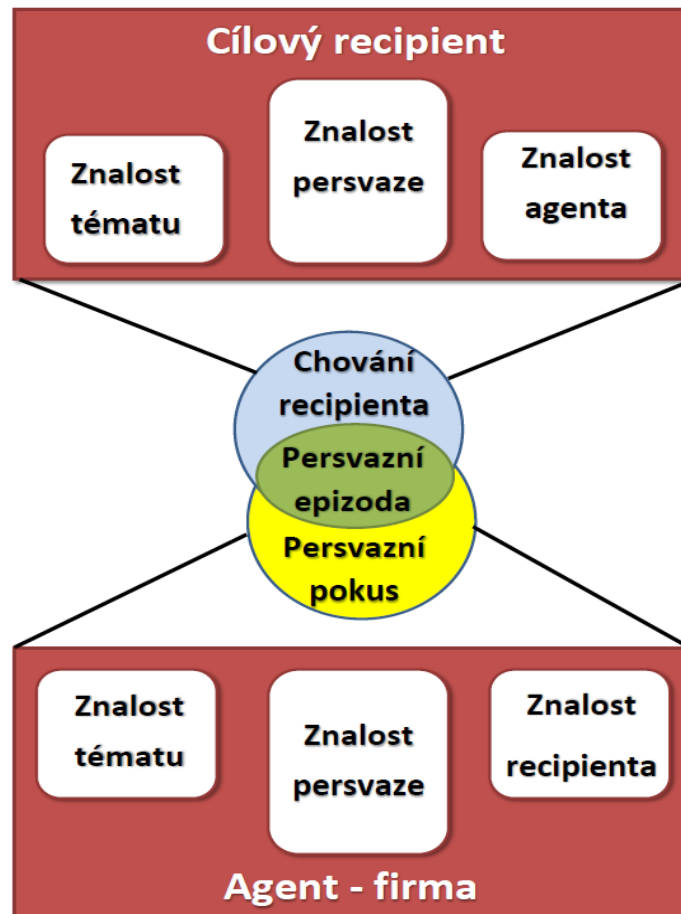 Cílový recipient
Znalost
tématu
Znalost
persvaze
Znalost
agenta
Chování
recipienta
Persvazní
epizoda
Persvazní
pokus
Znalost
tématu
Znalost
persvaze
Znalost
recipienta
Agent - firma